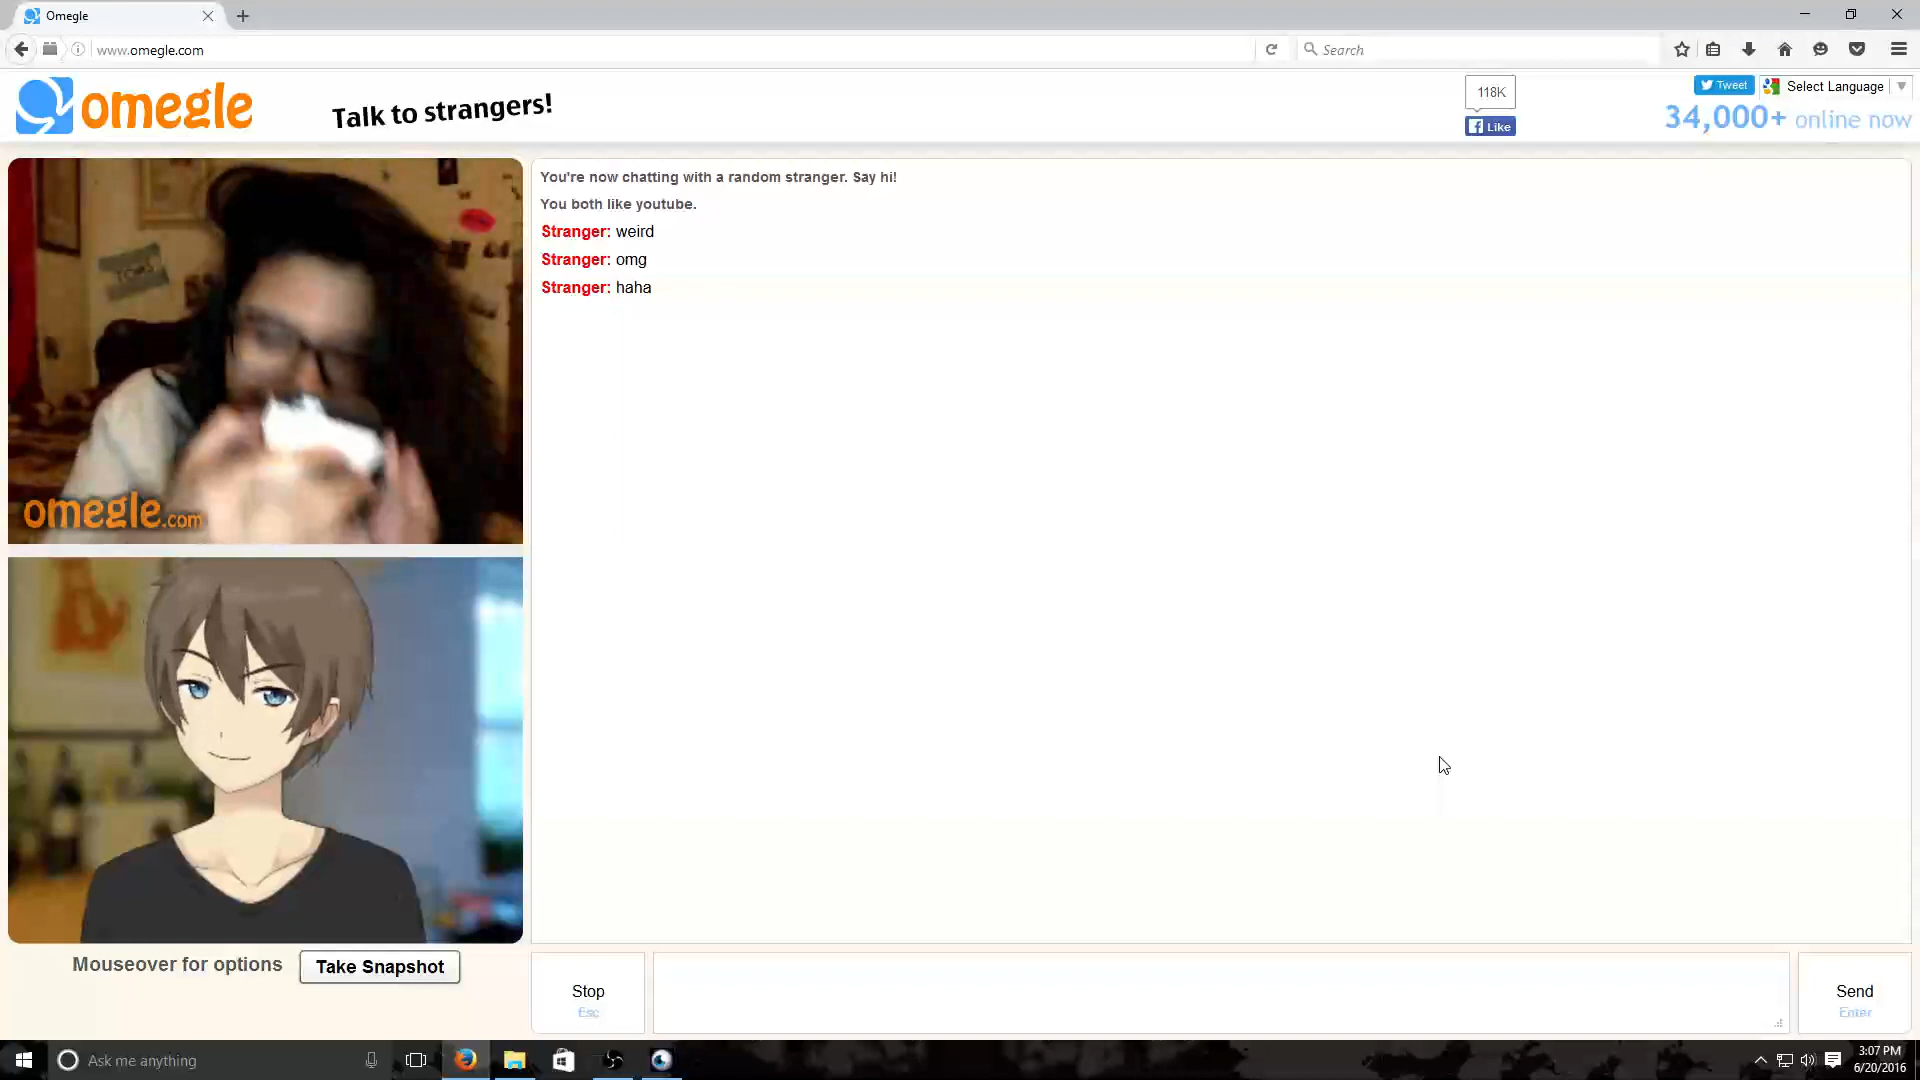 Omegle
www.omegle.com
Search
omegle
Talk to strangers!
118K
Like
Tweet
Select Language
34,000+ online now
omegle.com
You're now chatting with a random stranger. Say hi!
You both like youtube.
Stranger: weird
Stranger: omg
Stranger: haha
Mouseover for options
Take Snapshot
Stop
Esc
Send
Enter
Ask me anything
3:07 PM
6/20/2016